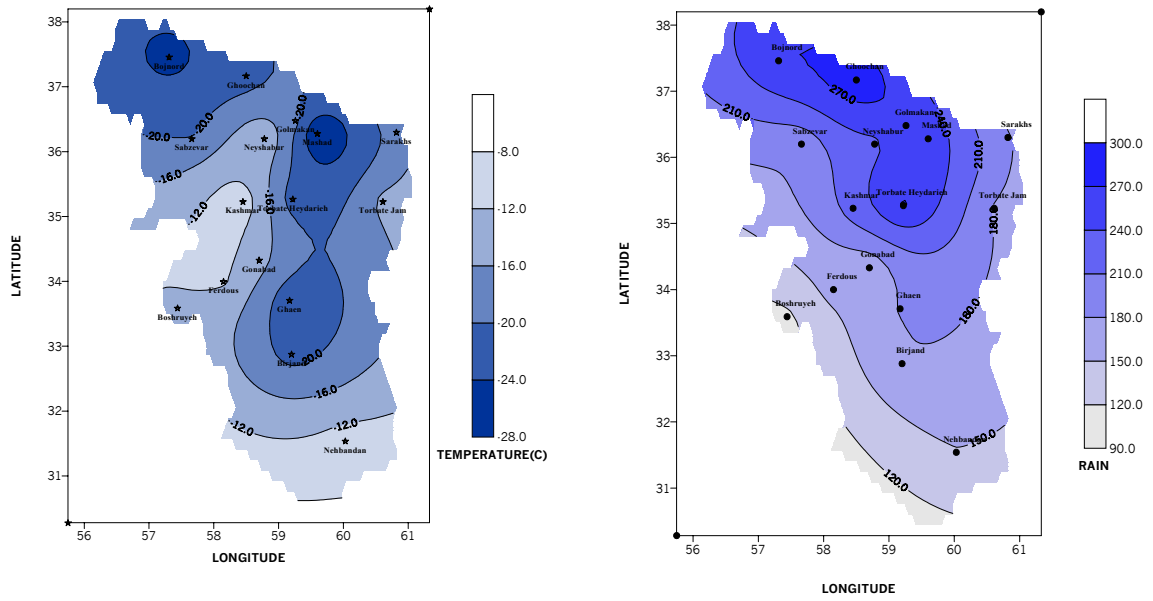 38
37
36
35
34
33
32
31
LATITUDE
56
57
58
59
60
61
LONGITUDE
Bojnord
Ghouchan
-20.0
-20.0
-20.0
Golmakan
Sabzevar
Neyshabur
Mashad
Sarakhs
-16.0
-16.0
-12.0
Kashmar
Torbate Heydarieh
Torbate Jam
Gonabad
Ferdous
Boshruyeh
Ghaen
Birjand
-20.0
-16.0
-12.0
-12.0
Nehbandan
-8.0
-12.0
-16.0
-20.0
-24.0
-28.0
TEMPERATURE(C)
38
37
36
35
34
33
32
31
LATITUDE
56
57
58
59
60
61
LONGITUDE
Bojnord
Ghouchan
270.0
210.0
Golmakan
240.0
Sabzevar
Neyshabur
Mashad
Sarakhs
210.0
Kashmar
Torbate Heydarieh
Torbate Jam
180.0
Gonabad
Ferdous
Boshruyeh
Ghaen
180.0
Birjand
Nehbandan
150.0
120.0
300.0
270.0
240.0
210.0
180.0
150.0
120.0
90.0
RAIN